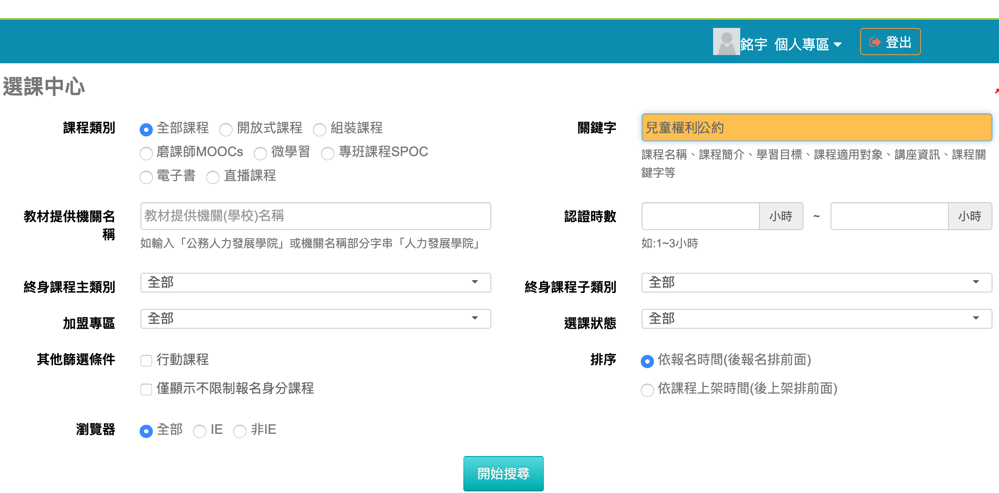 銘宇 個人專區 登出
選課中心
課程類別
全部課程 開放式課程 組裝課程
磨課師MOOCs 微學習 專班課程SPOC
電子書 直播課程
關鍵字
兒童權利公約
課程名稱、課程簡介、學習目標、課程適用對象、講座資訊、課程關
鍵字等
教材提供機關名
稱
教材提供機關(學校)名稱
如輸入「公務人力發展學院」或機關名稱部分字串「人力發展學院」
認證時數
小時 ~ 小時
如:1~3小時
終身課程主類別 全部
終身課程子類別 全部
加盟專區 全部
選課狀態 全部
其他篩選條件
行動課程
僅顯示不限制報名身分課程
排序
依報名時間(後報名排前面)
依課程上架時間(後上架排前面)
瀏覽器 全部 IE 非IE
開始搜尋